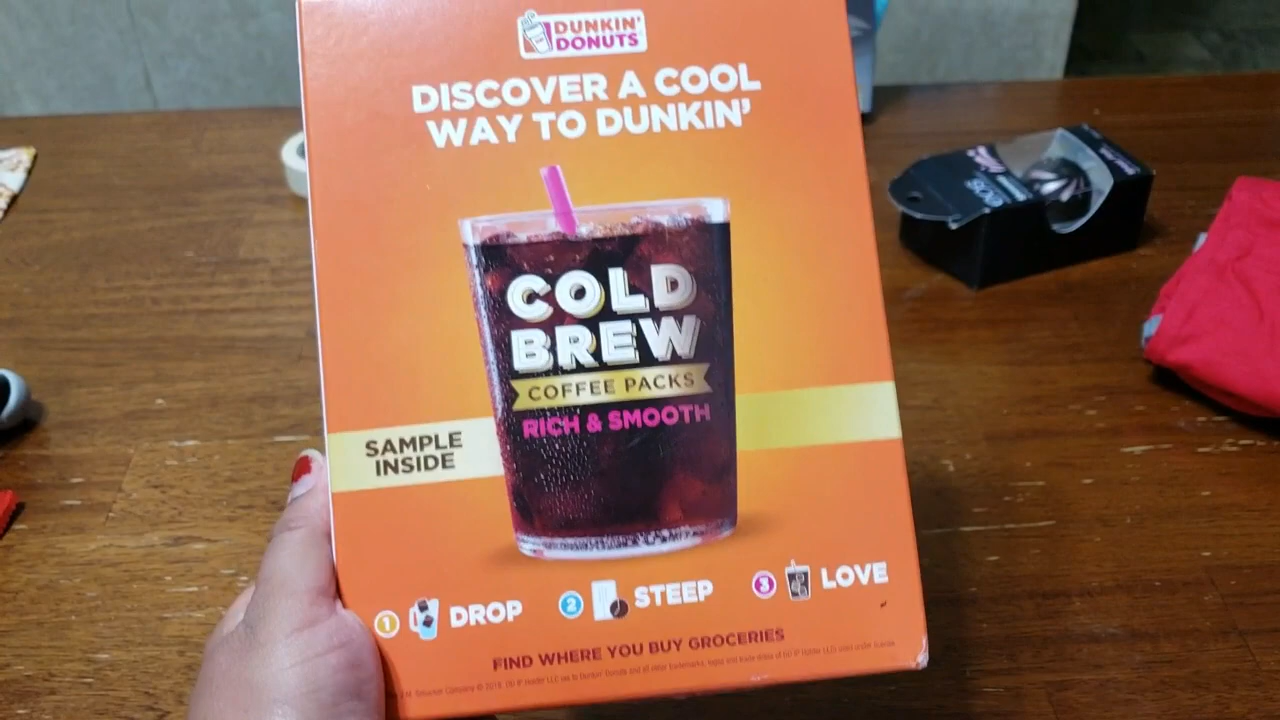 DUNKIN'
DONUTS
DISCOVER A COOL
WAY TO DUNKIN'
COLD
BREW
COFFEE PACKS
RICH & SMOOTH
SAMPLE
INSIDE
1 DROP 2 STEEP 3 LOVE
FIND WHERE YOU BUY GROCERIES